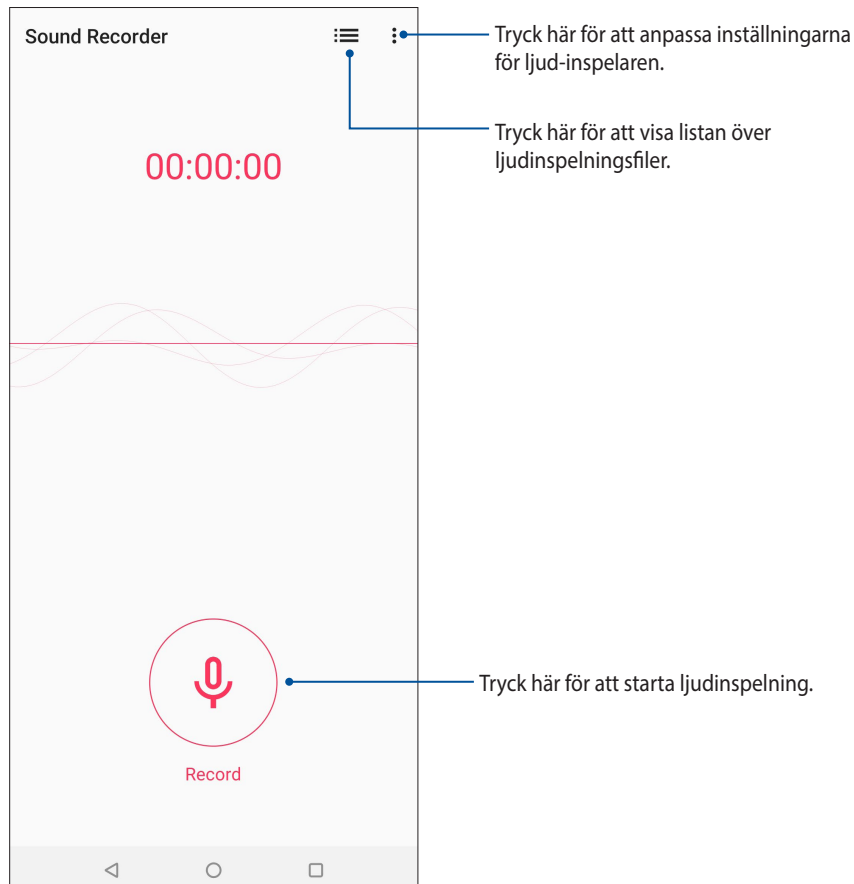 Sound Recorder
Tryck här för att anpassa inställningarna
för ljud-inspelaren.
Tryck här för att visa listan över
ljudinspelningsfiler.
00:00:00
Tryck här för att starta ljudinspelning.
Record